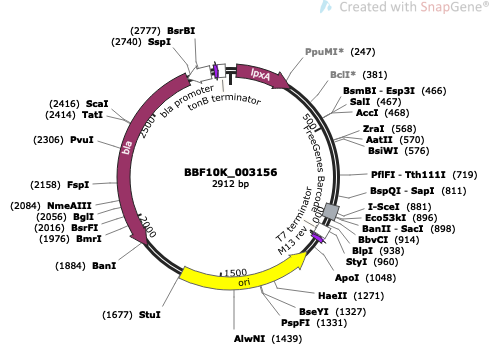 Created with SnapGene®
(2777) BsrBI
(2740) SspI
PpuMI* (247)
BclI* (381)
BsmBI - Esp3I (466)
SalI (467)
AccI (468)
ZraI (568)
AatII (570)
BsiWI (576)
PflFI - Tth111I (719)
BspQI - SapI (811)
I-SceI (881)
Eco53kI (896)
BanII - SacI (898)
BbvCI (914)
BlpI (938)
StyI (960)
ApoI (1048)
HaeII (1271)
BseYI (1327)
PspFI (1331)
AlwNI (1439)
(1677) StuI
(1884) BanI
(1976) BmrI
(2016) BsrFI
(2056) BglI
(2084) NmeAIII
(2158) FspI
(2306) PvuI
(2414) TatI
(2416) ScaI
lpxA
bla promoter
tonB terminator
bla
ori
FreeGenes Barcode
T7 terminator
M13 rev
500
1500
2000
2500
BBF10K_003156
2912 bp